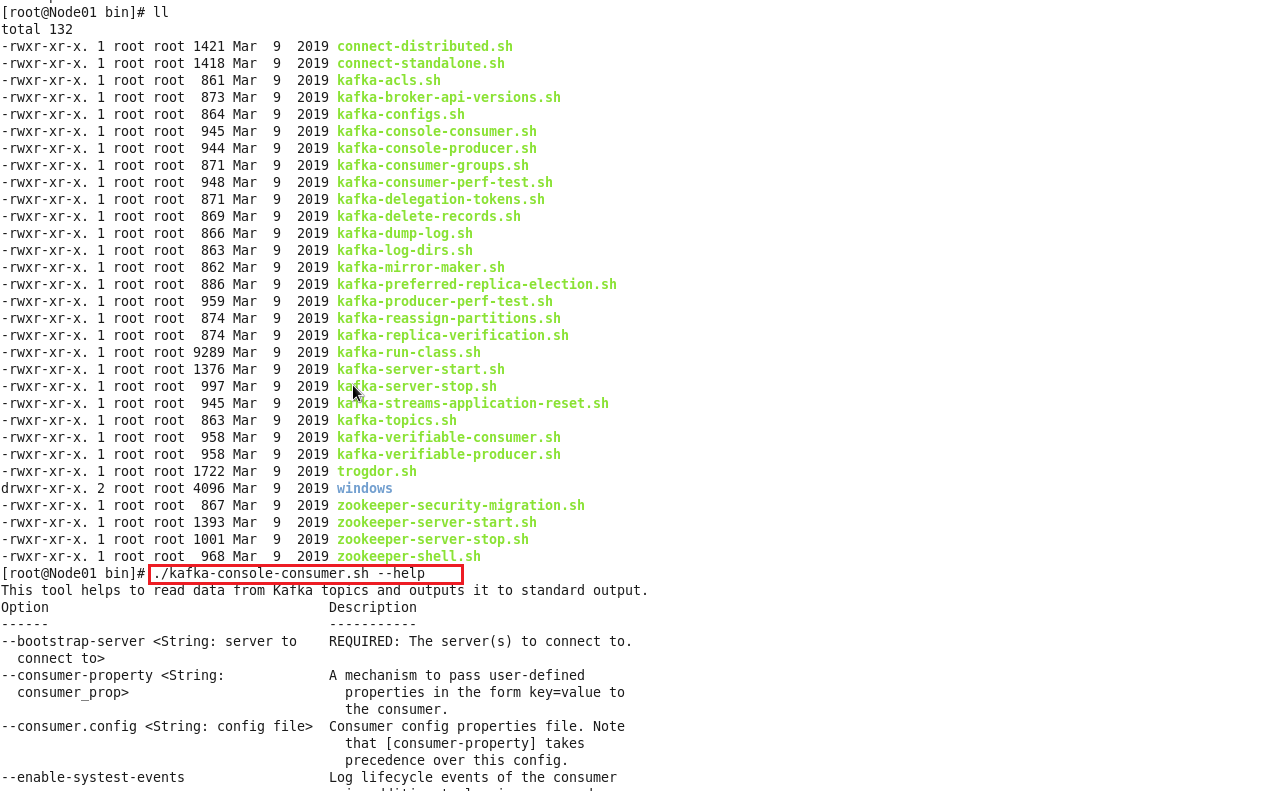 [root@Node01 bin]# ll
total 132
-rwxr-xr-x. 1 root root 1421 Mar  9  2019 connect-distributed.sh
-rwxr-xr-x. 1 root root 1418 Mar  9  2019 connect-standalone.sh
-rwxr-xr-x. 1 root root  861 Mar  9  2019 kafka-acls.sh
-rwxr-xr-x. 1 root root  873 Mar  9  2019 kafka-broker-api-versions.sh
-rwxr-xr-x. 1 root root  864 Mar  9  2019 kafka-configs.sh
-rwxr-xr-x. 1 root root  945 Mar  9  2019 kafka-console-consumer.sh
-rwxr-xr-x. 1 root root  944 Mar  9  2019 kafka-console-producer.sh
-rwxr-xr-x. 1 root root  871 Mar  9  2019 kafka-consumer-groups.sh
-rwxr-xr-x. 1 root root  948 Mar  9  2019 kafka-consumer-perf-test.sh
-rwxr-xr-x. 1 root root  871 Mar  9  2019 kafka-delegation-tokens.sh
-rwxr-xr-x. 1 root root  869 Mar  9  2019 kafka-delete-records.sh
-rwxr-xr-x. 1 root root  866 Mar  9  2019 kafka-dump-log.sh
-rwxr-xr-x. 1 root root  863 Mar  9  2019 kafka-log-dirs.sh
-rwxr-xr-x. 1 root root  862 Mar  9  2019 kafka-mirror-maker.sh
-rwxr-xr-x. 1 root root  886 Mar  9  2019 kafka-preferred-replica-election.sh
-rwxr-xr-x. 1 root root  959 Mar  9  2019 kafka-producer-perf-test.sh
-rwxr-xr-x. 1 root root  874 Mar  9  2019 kafka-reassign-partitions.sh
-rwxr-xr-x. 1 root root  874 Mar  9  2019 kafka-replica-verification.sh
-rwxr-xr-x. 1 root root 9289 Mar  9  2019 kafka-run-class.sh
-rwxr-xr-x. 1 root root 1376 Mar  9  2019 kafka-server-start.sh
-rwxr-xr-x. 1 root root  997 Mar  9  2019 kafka-server-stop.sh
-rwxr-xr-x. 1 root root  945 Mar  9  2019 kafka-streams-application-reset.sh
-rwxr-xr-x. 1 root root  863 Mar  9  2019 kafka-topics.sh
-rwxr-xr-x. 1 root root  958 Mar  9  2019 kafka-verifiable-consumer.sh
-rwxr-xr-x. 1 root root  958 Mar  9  2019 kafka-verifiable-producer.sh
-rwxr-xr-x. 1 root root 1722 Mar  9  2019 trogdor.sh
drwxr-xr-x. 2 root root 4096 Mar  9  2019 windows
-rwxr-xr-x. 1 root root  867 Mar  9  2019 zookeeper-security-migration.sh
-rwxr-xr-x. 1 root root 1393 Mar  9  2019 zookeeper-server-start.sh
-rwxr-xr-x. 1 root root 1001 Mar  9  2019 zookeeper-server-stop.sh
-rwxr-xr-x. 1 root root  968 Mar  9  2019 zookeeper-shell.sh
[root@Node01 bin]# ./kafka-console-consumer.sh --help
This tool helps to read data from Kafka topics and outputs it to standard output.
Option                                   Description
------                                   -----------
--bootstrap-server <String: server to    REQUIRED: The server(s) to connect to.
  connect to>
--consumer-property <String:             A mechanism to pass user-defined
  consumer_prop>                           properties in the form key=value to
                                           the consumer.
--consumer.config <String: config file>  Consumer config properties file. Note
                                           that [consumer-property] takes
                                           precedence over this config.
--enable-systest-events                  Log lifecycle events of the consumer